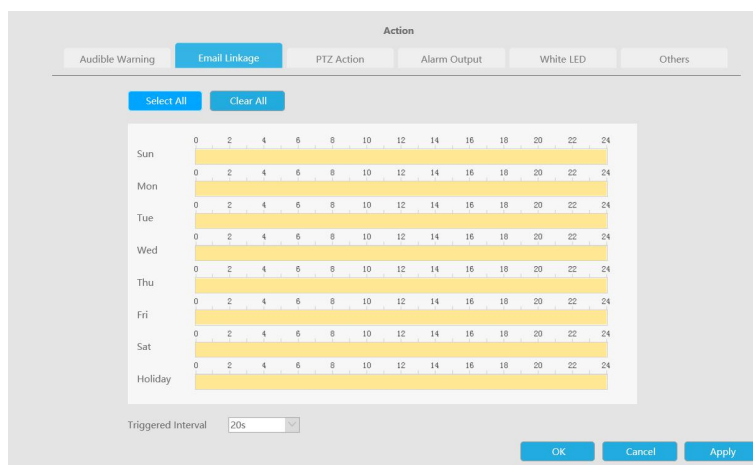 Action
Audible Warning Email Linkage PTZ Action Alarm Output White LED Others
Select All Clear All
0 2 4 6 8 10 12 14 16 18 20 22 24
Sun
0 2 4 6 8 10 12 14 16 18 20 22 24
Mon
0 2 4 6 8 10 12 14 16 18 20 22 24
Tue
0 2 4 6 8 10 12 14 16 18 20 22 24
Wed
0 2 4 6 8 10 12 14 16 18 20 22 24
Thu
0 2 4 6 8 10 12 14 16 18 20 22 24
Fri
0 2 4 6 8 10 12 14 16 18 20 22 24
Sat
0 2 4 6 8 10 12 14 16 18 20 22 24
Holiday
Triggered Interval 20s
OK Cancel Apply